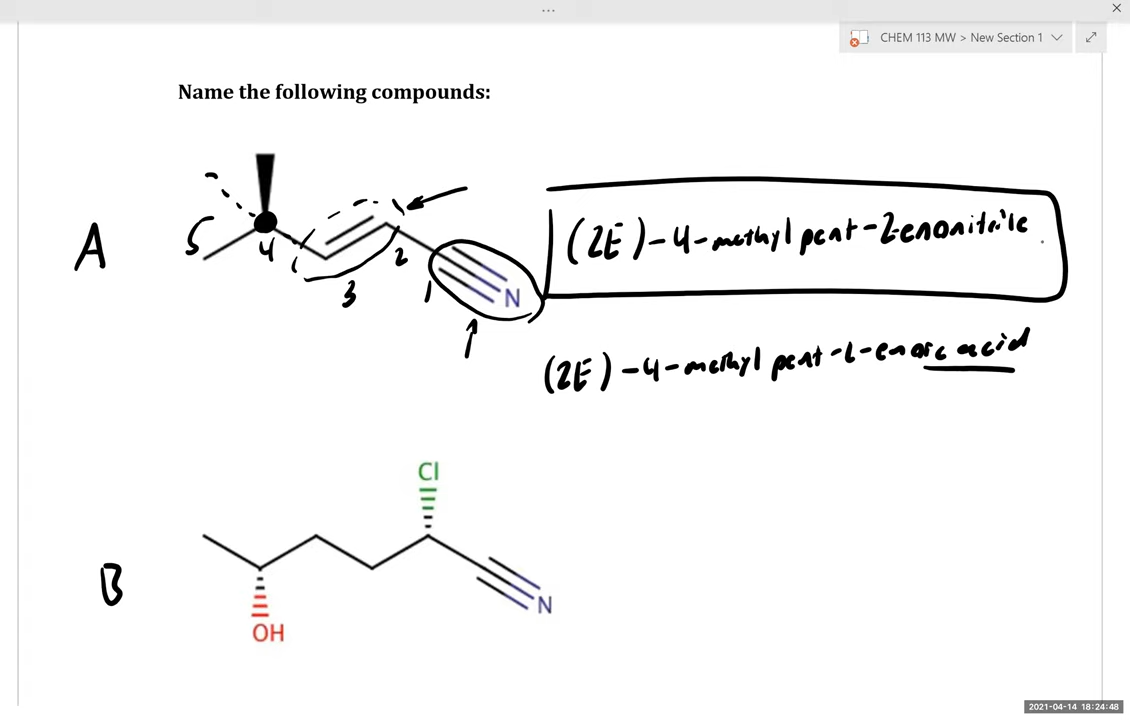 CHEM 113 MW > New Section 1
Name the following compounds:
A
5
4
3
2
1
N
(2E)-4-methylpent-2-enonitrile
(2E)-4-methylpent-2-enoic acid
B
Cl
N
OH
2021-04-14 18:24:48